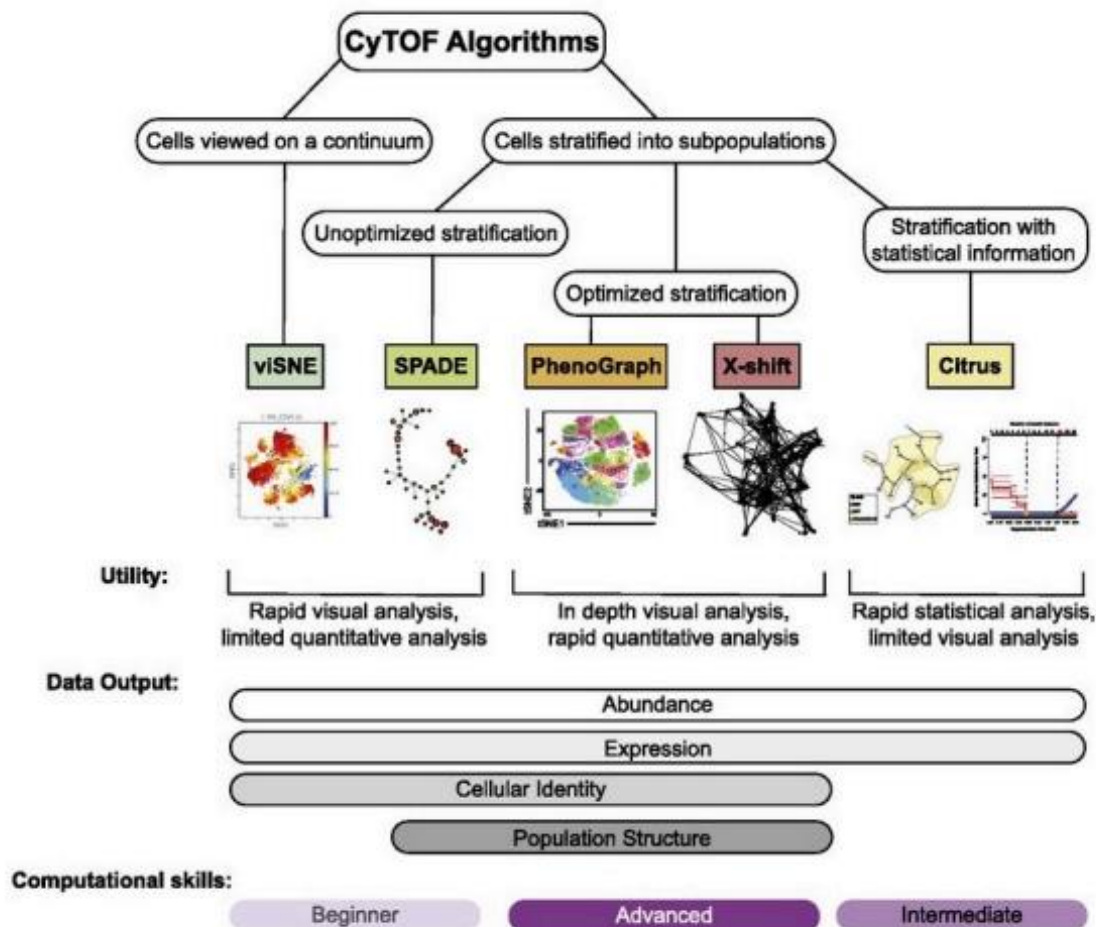 CyTOF Algorithms
Cells viewed on a continuum
Cells stratified into subpopulations
Unoptimized stratification
Stratification with
statistical information
Optimized stratification
viSNE
SPADE
PhenoGraph
X-shift
Citrus
tSNE2
tSNE1
Utility:
Rapid visual analysis,
limited quantitative analysis
In depth visual analysis,
rapid quantitative analysis
Rapid statistical analysis,
limited visual analysis
Data Output:
Abundance
Expression
Cellular Identity
Population Structure
Computational skills:
Beginner
Advanced
Intermediate